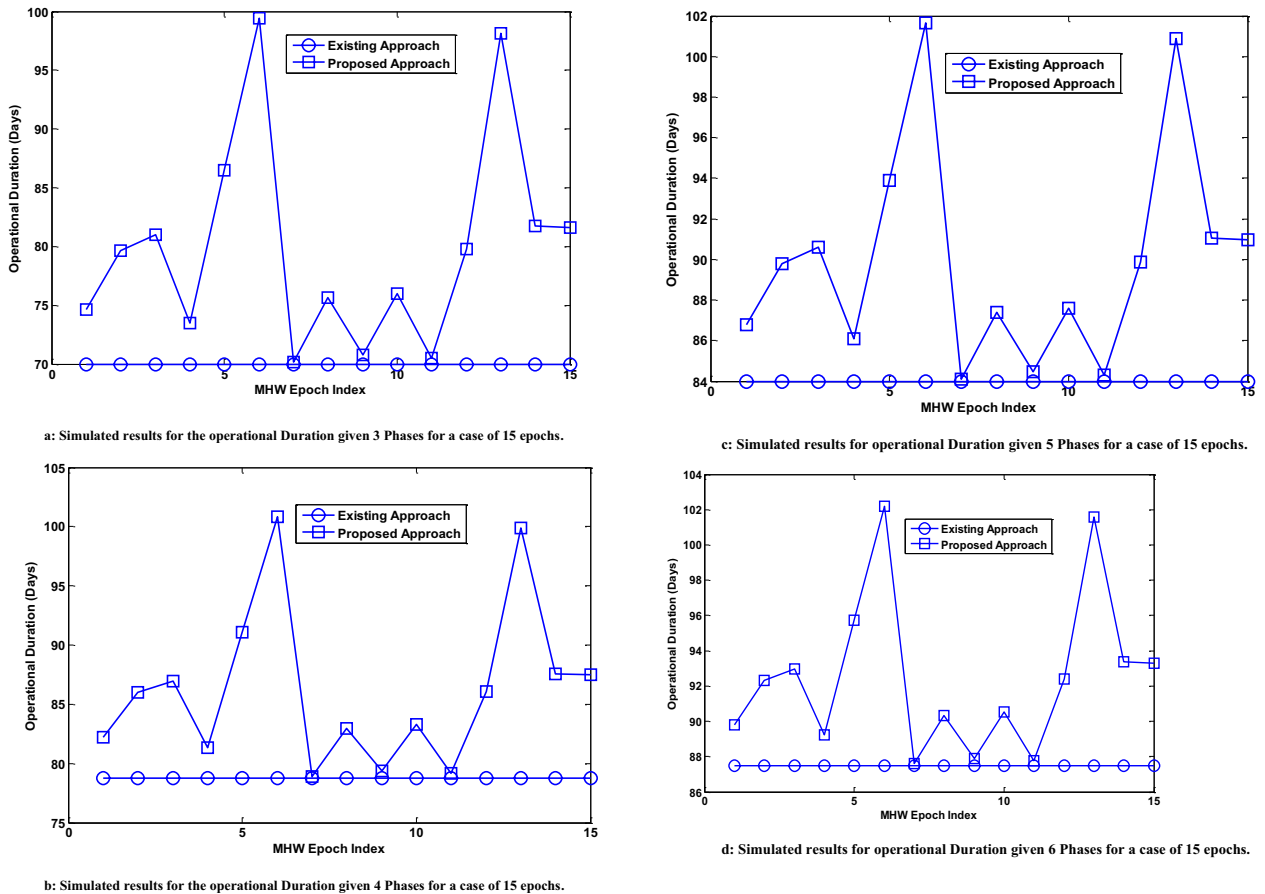 100
95
90
85
80
75
70
0
5
10
15
Operational Duration (Days)
MHW Epoch Index
Existing Approach
Proposed Approach
a: Simulated results for the operational Duration given 3 Phases for a case of 15 epochs.
105
100
95
90
85
80
75
0
5
10
15
Operational Duration (Days)
MHW Epoch Index
Existing Approach
Proposed Approach
b: Simulated results for the operational Duration given 4 Phases for a case of 15 epochs.
102
100
98
96
94
92
90
88
86
84
0
5
10
15
Operational Duration (Days)
MHW Epoch Index
Existing Approach
Proposed Approach
c: Simulated results for operational Duration given 5 Phases for a case of 15 epochs.
104
102
100
98
96
94
92
90
88
86
0
5
10
15
Operational Duration (Days)
MHW Epoch Index
Existing Approach
Proposed Approach
d: Simulated results for operational Duration given 6 Phases for a case of 15 epochs.